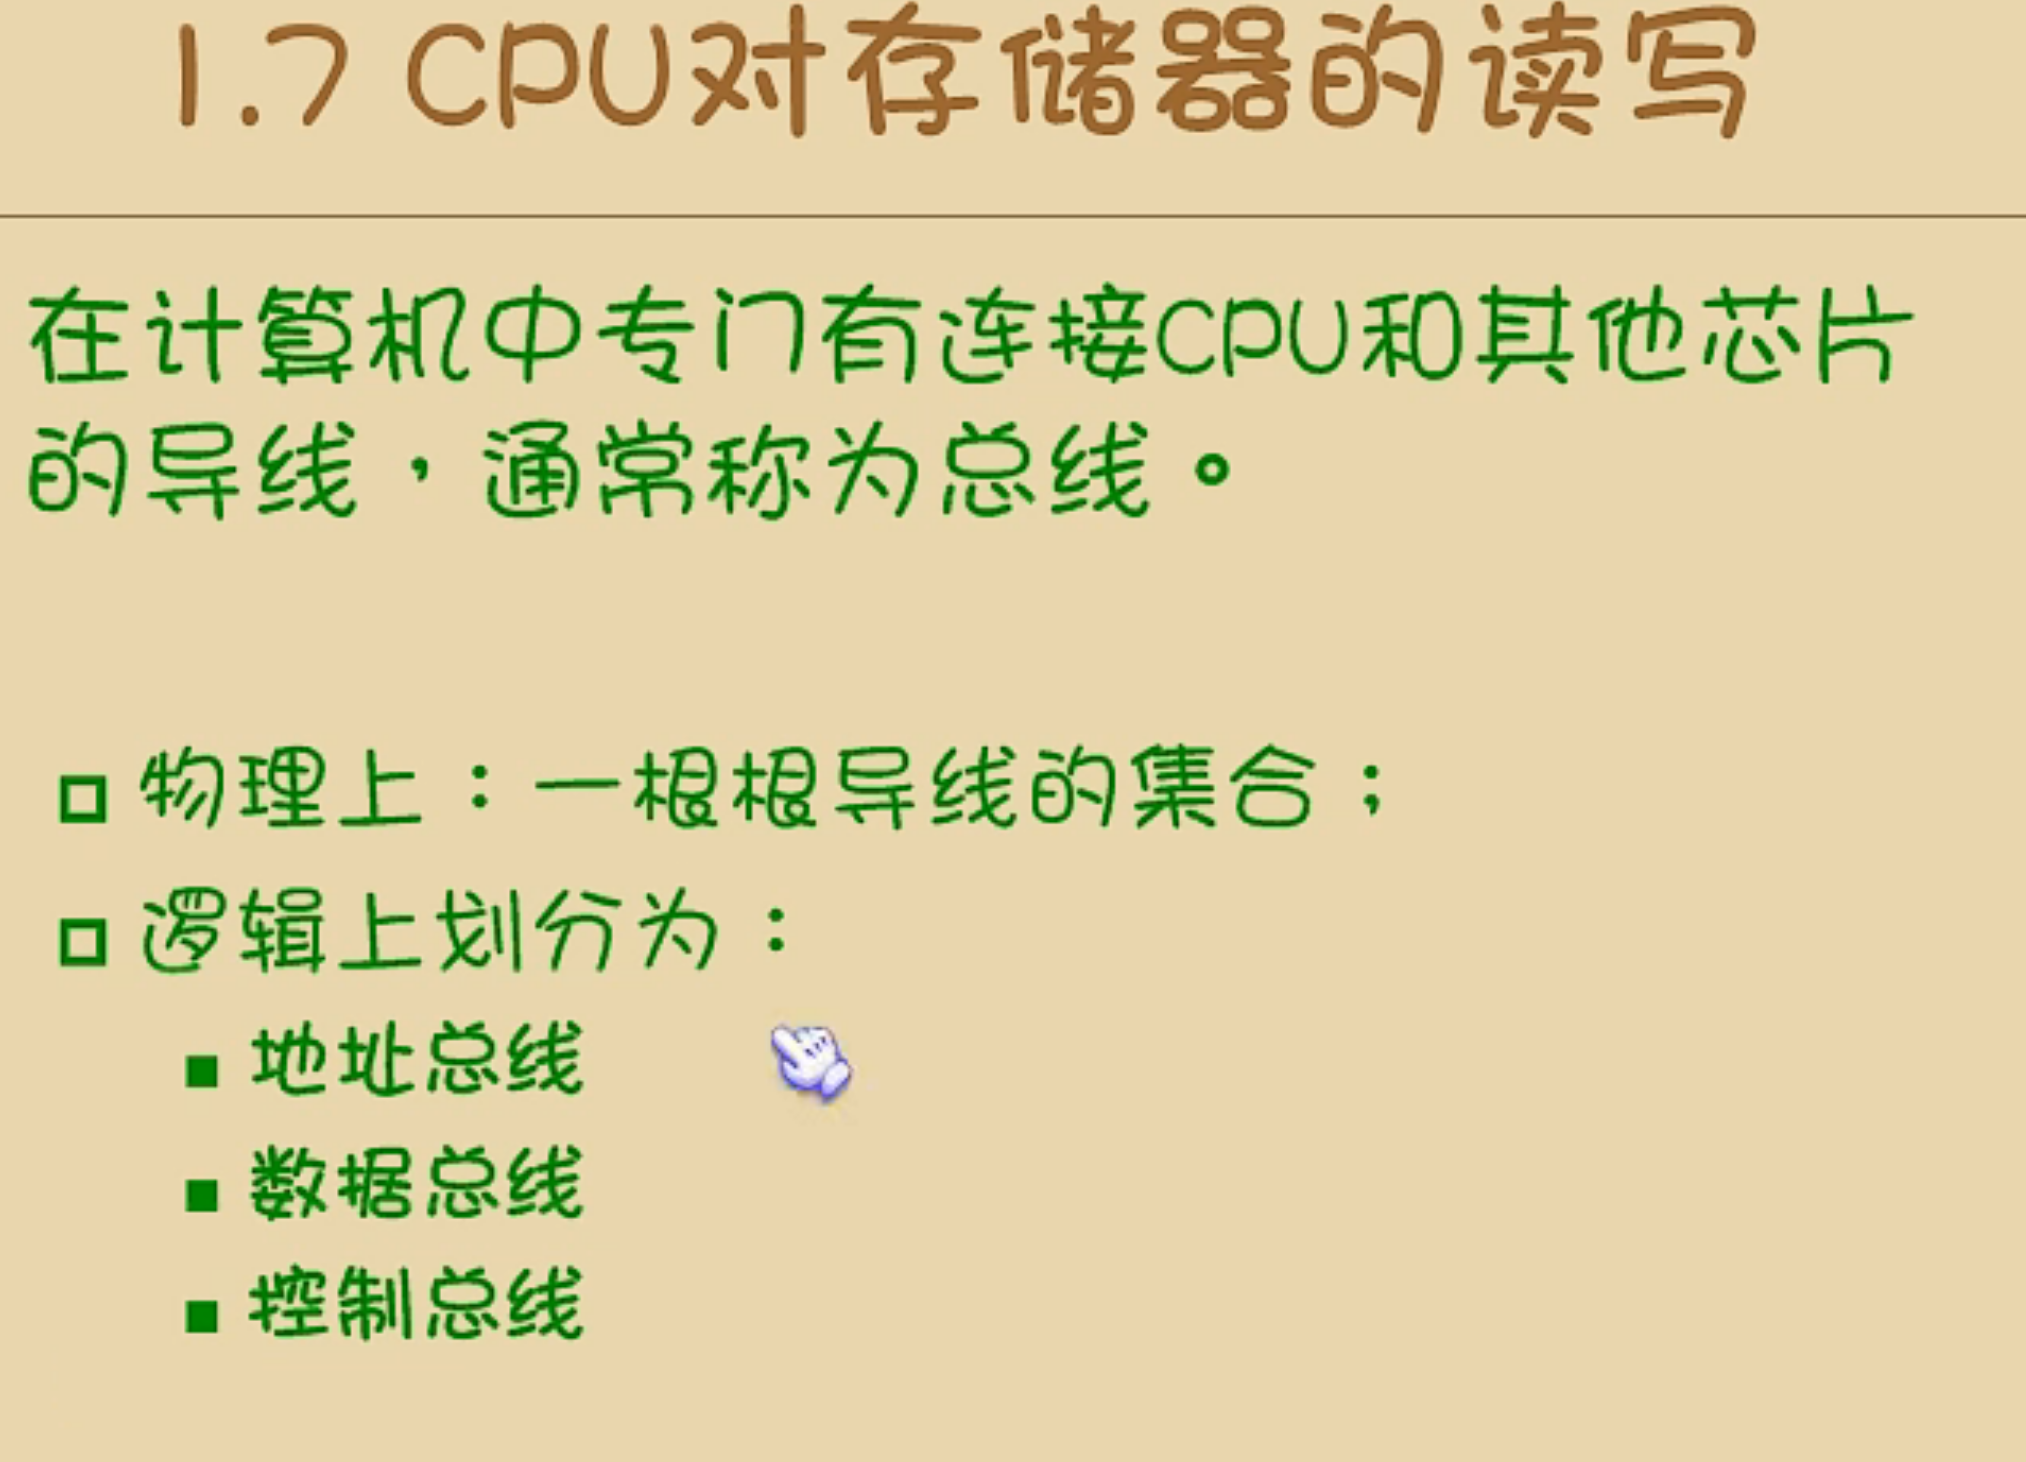 1.7 CPU对存储器的读写
在计算机中专门有连接CPU和其他芯片
的导线，通常称为总线。
物理上：一根根导线的集合；
逻辑上划分为：
地址总线
数据总线
控制总线